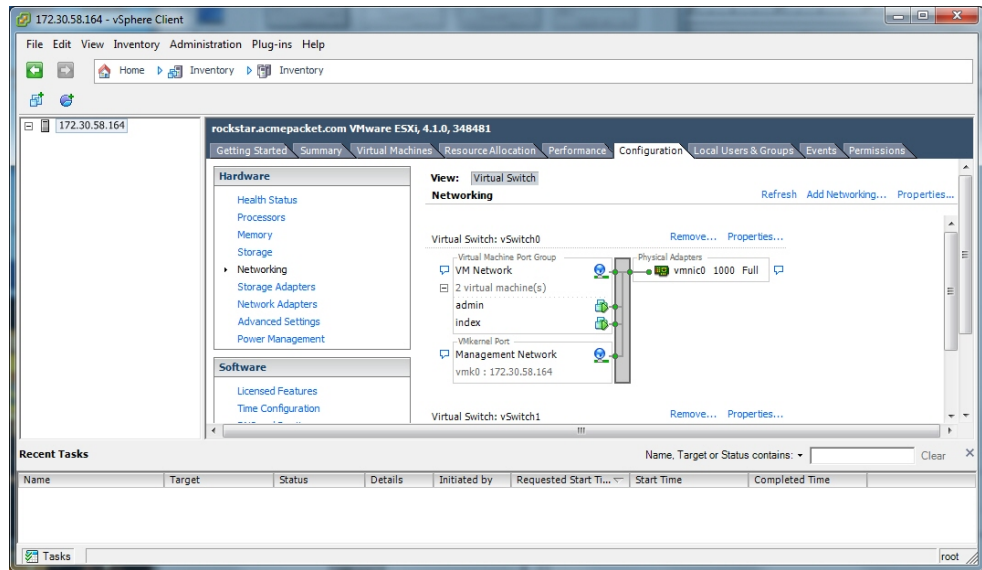 172.30.58.164 - vSphere Client
File Edit View Inventory Administration Plug-ins Help
Home Inventory Inventory
172.30.58.164
rockstar.acmepacket.com VMware ESXi, 4.1.0, 348481
Getting Started Summary Virtual Machines Resource Allocation Performance Configuration Local Users & Groups Events Permissions
Hardware
Health Status
Processors
Memory
Storage
Networking
Storage Adapters
Network Adapters
Advanced Settings
Power Management
Software
Licensed Features
Time Configuration
View: Virtual Switch
Networking Refresh Add Networking... Properties...
Virtual Switch: vSwitch0 Remove... Properties...
Virtual Machine Port Group Physical Adapters
VM Network vmnic0 1000 Full
2 virtual machine(s)
admin
index
VMkernel Port
Management Network
vmk0 : 172.30.58.164
Virtual Switch: vSwitch1 Remove... Properties...
Recent Tasks Name, Target or Status contains: Clear
Name Target Status Details Initiated by Requested Start Ti... Start Time Completed Time
Tasks root